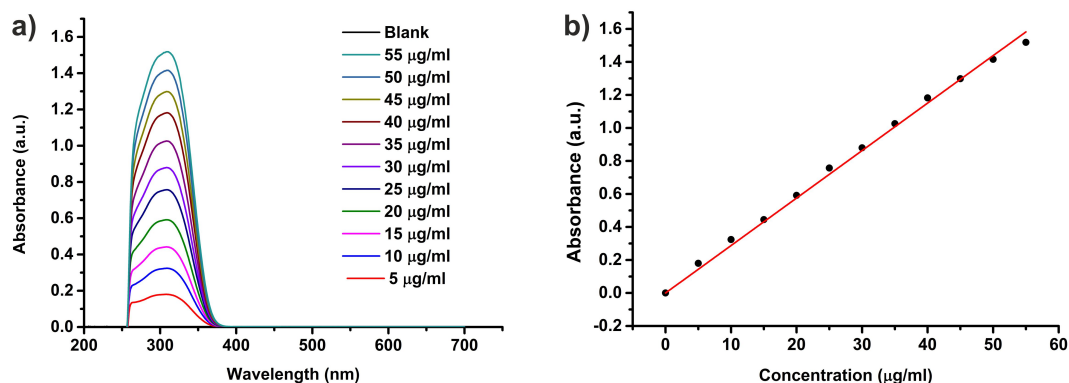 a)
Absorbance (a.u.)
1.6
1.4
1.2
1.0
0.8
0.6
0.4
0.2
0.0
200
300
400
500
600
700
Wavelength (nm)
Blank
55 μg/ml
50 μg/ml
45 μg/ml
40 μg/ml
35 μg/ml
30 μg/ml
25 μg/ml
20 μg/ml
15 μg/ml
10 μg/ml
5 μg/ml
b)
Absorbance (a.u.)
1.6
1.4
1.2
1.0
0.8
0.6
0.4
0.2
0.0
-0.2
0
10
20
30
40
50
60
Concentration (μg/ml)